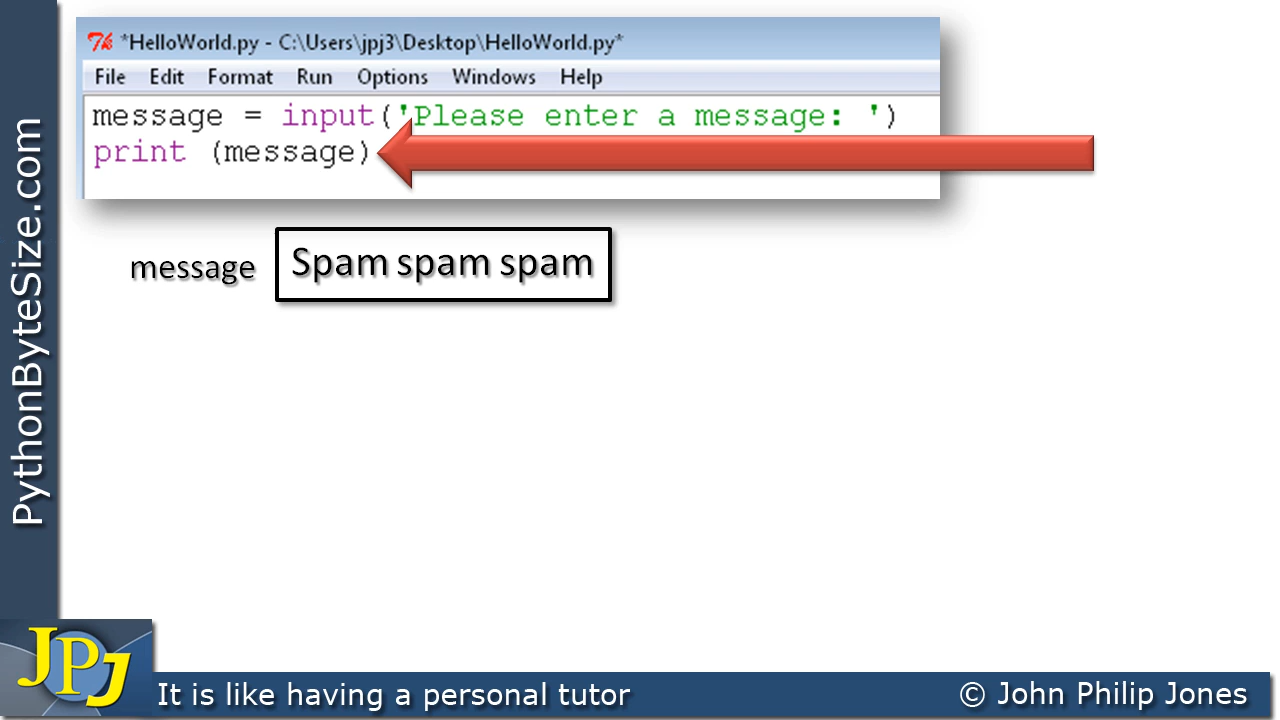 *HelloWorld.py - C:\Users\jpj3\Desktop\HelloWorld.py*
File Edit Format Run Options Windows Help
message = input('Please enter a message: ')
print (message)
message Spam spam spam
PythonByteSize.com
JPJ
It is like having a personal tutor
© John Philip Jones